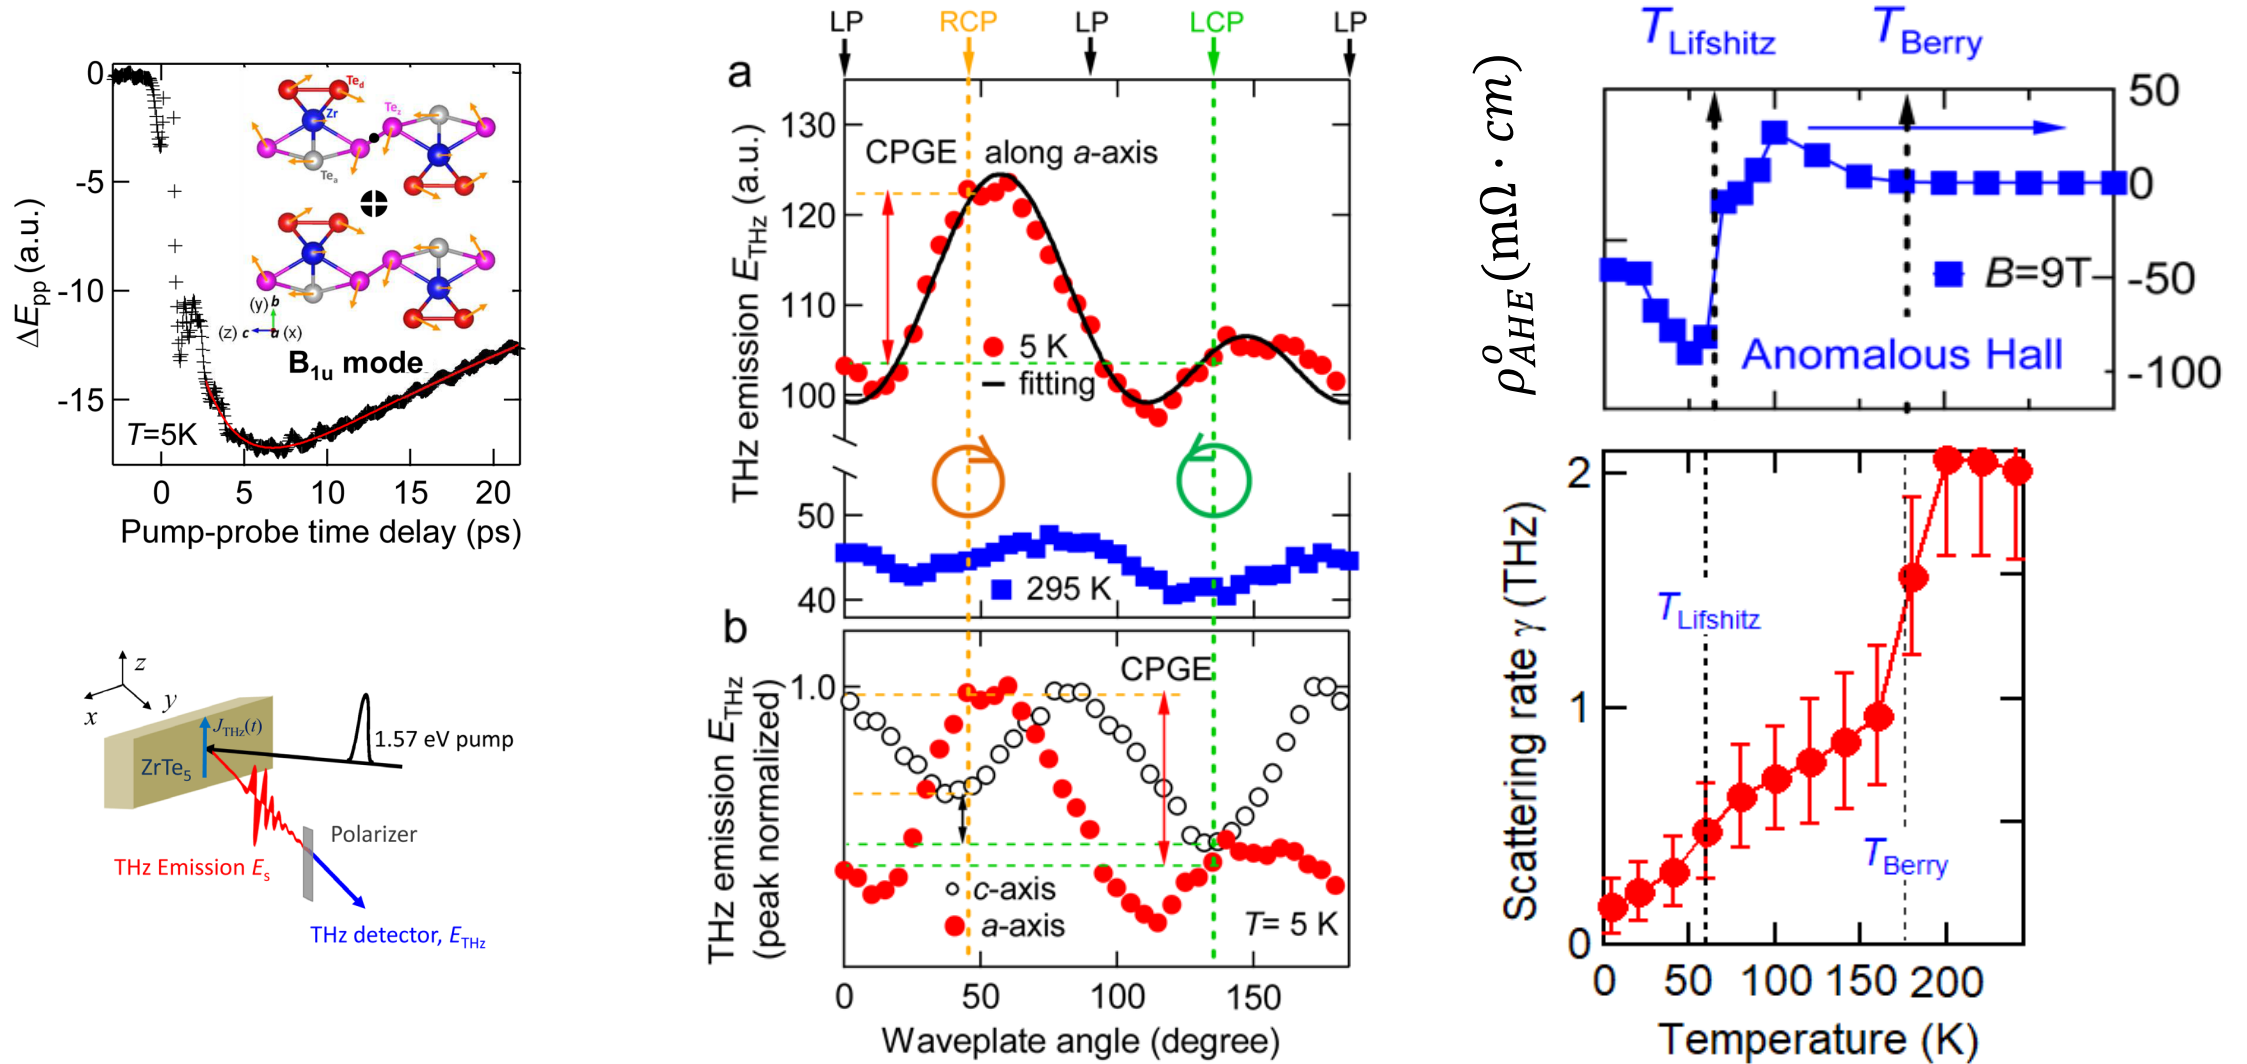 0
-5
-10
-15
ΔE_pp (a.u.)
Te_d
Zr
Te_z
Te_a
(y) b
(z) c a (x)
B_1u mode
T=5K
0 5 10 15 20
Pump-probe time delay (ps)
z
x y
J_THz(t)
1.57 eV pump
ZrTe_5
Polarizer
THz Emission E_s
THz detector, E_THz
LP RCP LP LCP LP
a
130
120
110
100
50
40
THz emission E_THz (a.u.)
CPGE along a-axis
5 K
fitting
295 K
b
1.0
THz emission E_THz
(peak normalized)
CPGE
c-axis
a-axis
T= 5 K
0 50 100 150
Waveplate angle (degree)
T_Lifshitz T_Berry
ρ^o_AHE(mΩ · cm)
50
0
-50
-100
B=9T
Anomalous Hall
2
1
0
Scattering rate γ (THz)
T_Lifshitz
T_Berry
0 50 100 150 200
Temperature (K)